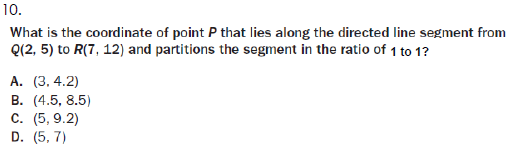 10.
What is the coordinate of point P that lies along the directed line segment from
Q(2, 5) to R(7, 12) and partitions the segment in the ratio of 1 to 1?
A. (3, 4.2)
B. (4.5, 8.5)
C. (5, 9.2)
D. (5, 7)